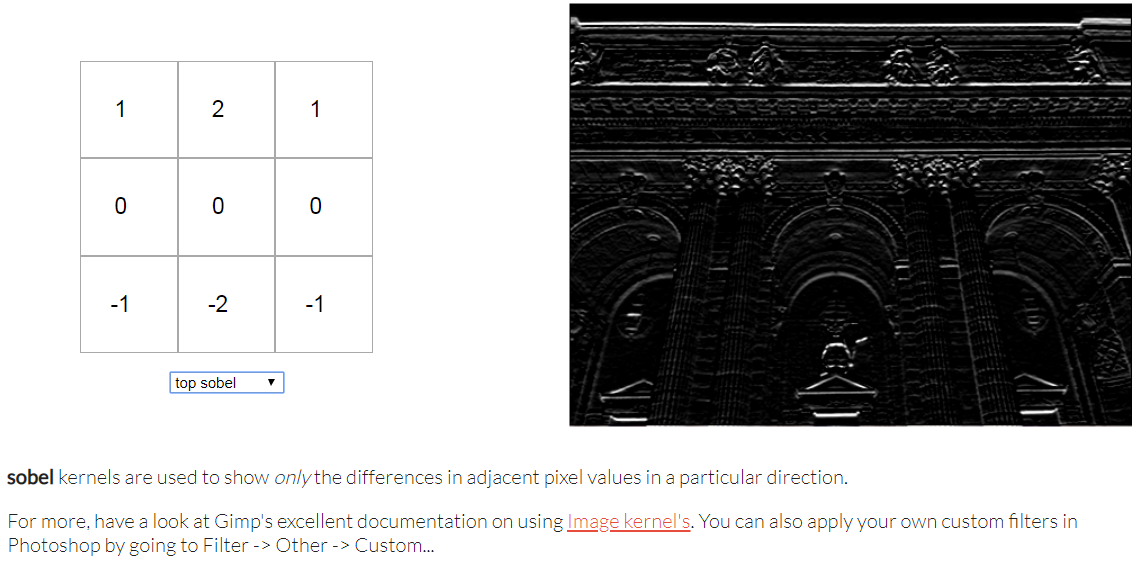 1 2 1
0 0 0
-1 -2 -1
top sobel
sobel kernels are used to show only the differences in adjacent pixel values in a particular direction.
For more, have a look at Gimp's excellent documentation on using Image kernel's. You can also apply your own custom filters in
Photoshop by going to Filter -> Other -> Custom...